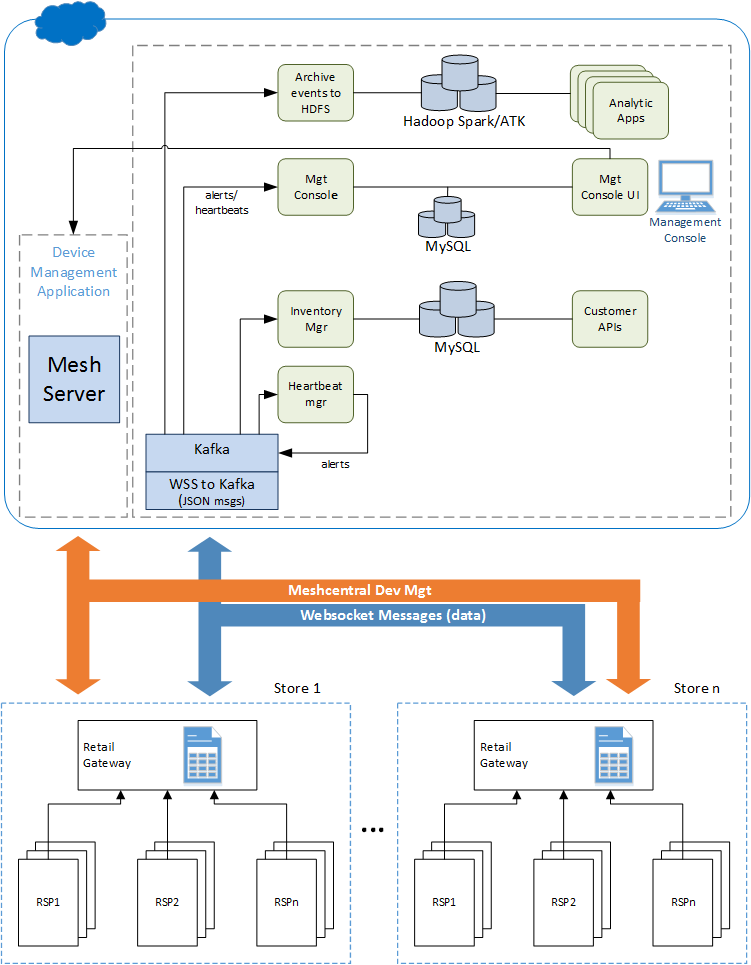 Archive
events to
HDFS
Hadoop Spark/ATK
Analytic
Apps
alerts/
heartbeats
Mgt
Console
MySQL
Mgt
Console UI
Management
Console
Device
Management
Application
Mesh
Server
Inventory
Mgr
MySQL
Customer
APIs
Heartbeat
mgr
alerts
Kafka
WSS to Kafka
(JSON msgs)
Meshcentral Dev Mgt
Websocket Messages (data)
Store 1
Retail
Gateway
RSP1
RSP2
RSPn
...
Store n
Retail
Gateway
RSP1
RSP2
RSPn